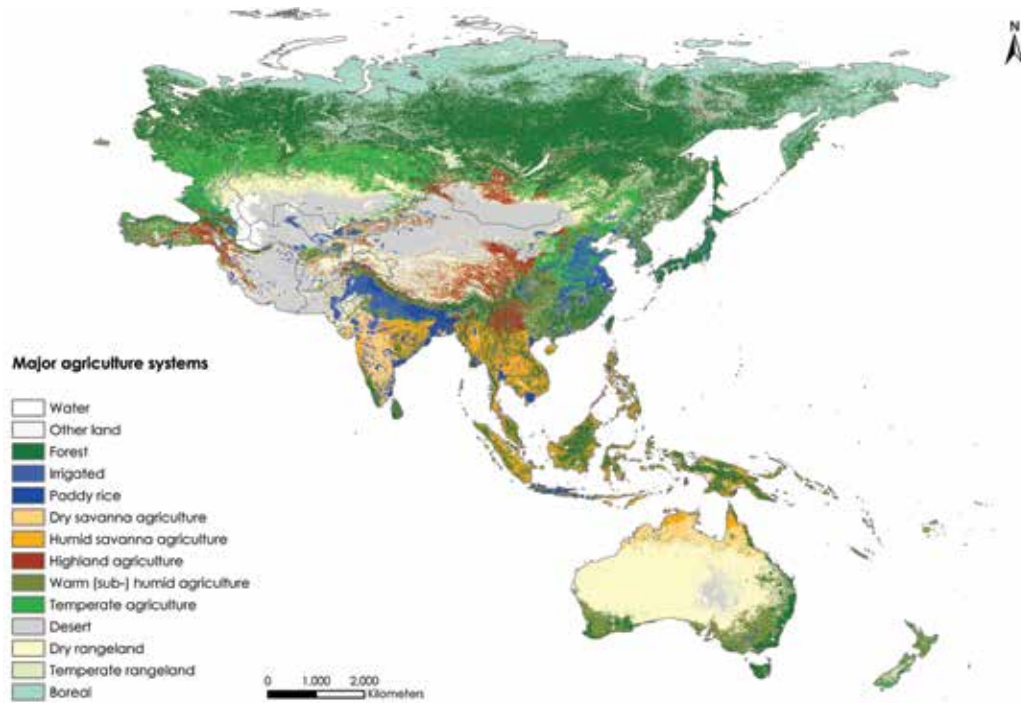 N
Major agriculture systems
Water
Other land
Forest
Irrigated
Paddy rice
Dry savanna agriculture
Humid savanna agriculture
Highland agriculture
Warm (sub-) humid agriculture
Temperate agriculture
Desert
Dry rangeland
Temperate rangeland
Boreal
0 1,000 2,000
Kilometers